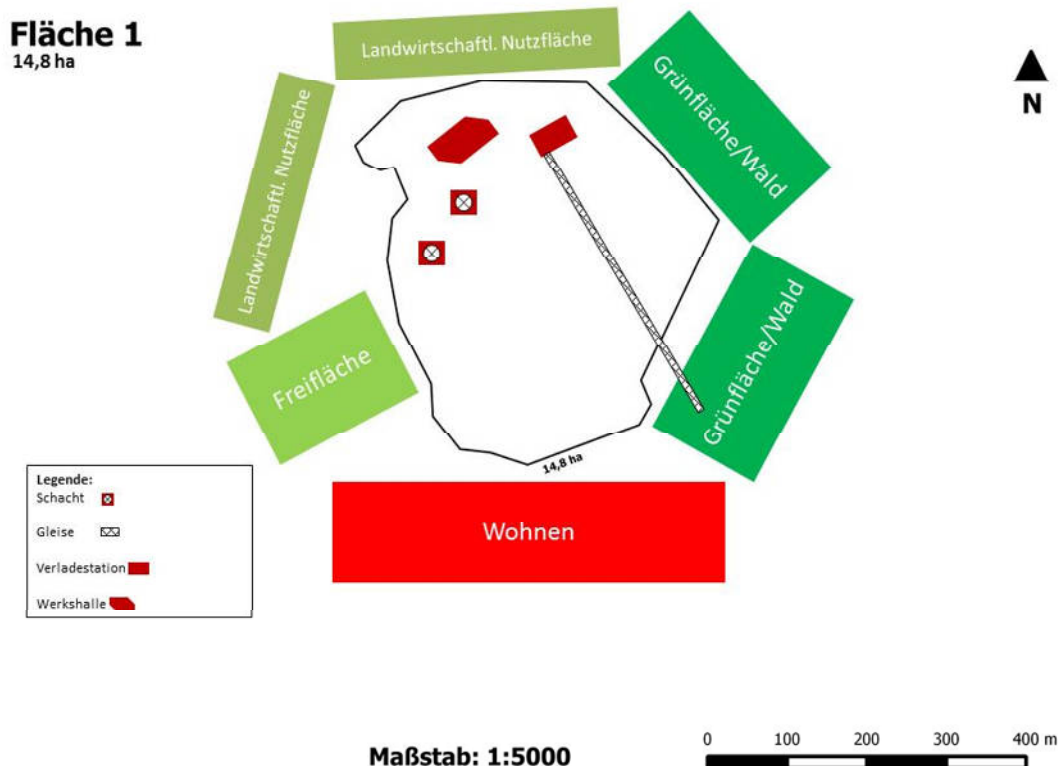 Fläche 1
14,8 ha
Landwirtschaftl. Nutzfläche
Grünfläche/Wald
N
Landwirtschaftl. Nutzfläche
Grünfläche/Wald
Freifläche
14,8 ha
Legende:
Schacht
Gleise
Verladestation
Werkshalle
Wohnen
Maßstab: 1:5000
0 100 200 300 400 m